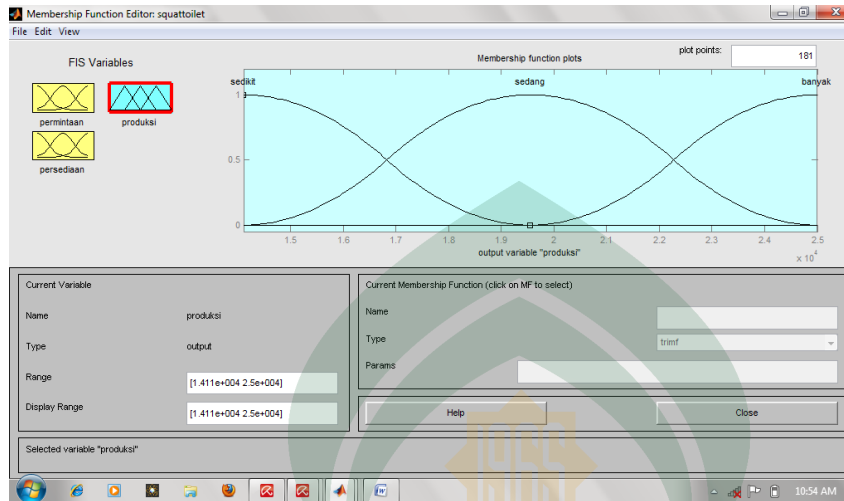 Membership Function Editor: squattoilet
File Edit View
FIS Variables
permintaan
produksi
persediaan
Membership function plots
plot points:
181
sedikit
sedang
banyak
1
0.5
0
1.5 1.6 1.7 1.8 1.9 2 2.1 2.2 2.3 2.4 2.5
output variable "produksi"
x 10^4
Current Variable
Name produksi
Type output
Range [1.411e+004 2.5e+004]
Display Range [1.411e+004 2.5e+004]
Current Membership Function (click on MF to select)
Name
Type trimf
Params
Help
Close
Selected variable "produksi"
10:54 AM